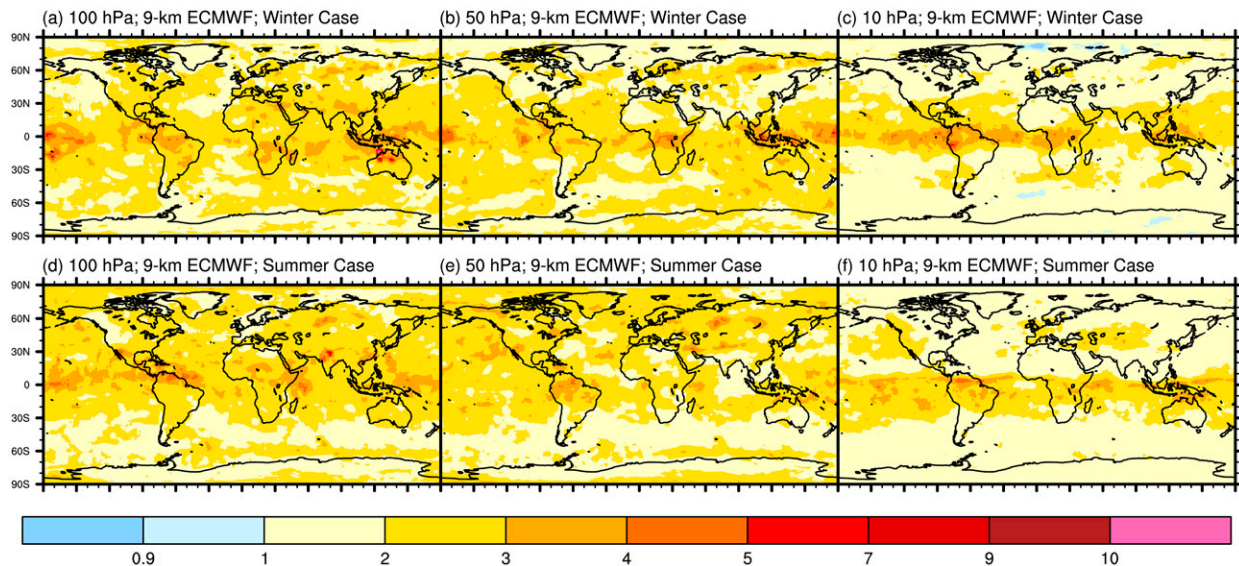 (a) 100 hPa; 9-km ECMWF; Winter Case
(b) 50 hPa; 9-km ECMWF; Winter Case
(c) 10 hPa; 9-km ECMWF; Winter Case
90N
60N
30N
0
30S
60S
90S
(d) 100 hPa; 9-km ECMWF; Summer Case
(e) 50 hPa; 9-km ECMWF; Summer Case
(f) 10 hPa; 9-km ECMWF; Summer Case
90N
60N
30N
0
30S
60S
90S
0.9 1 2 3 4 5 7 9 10